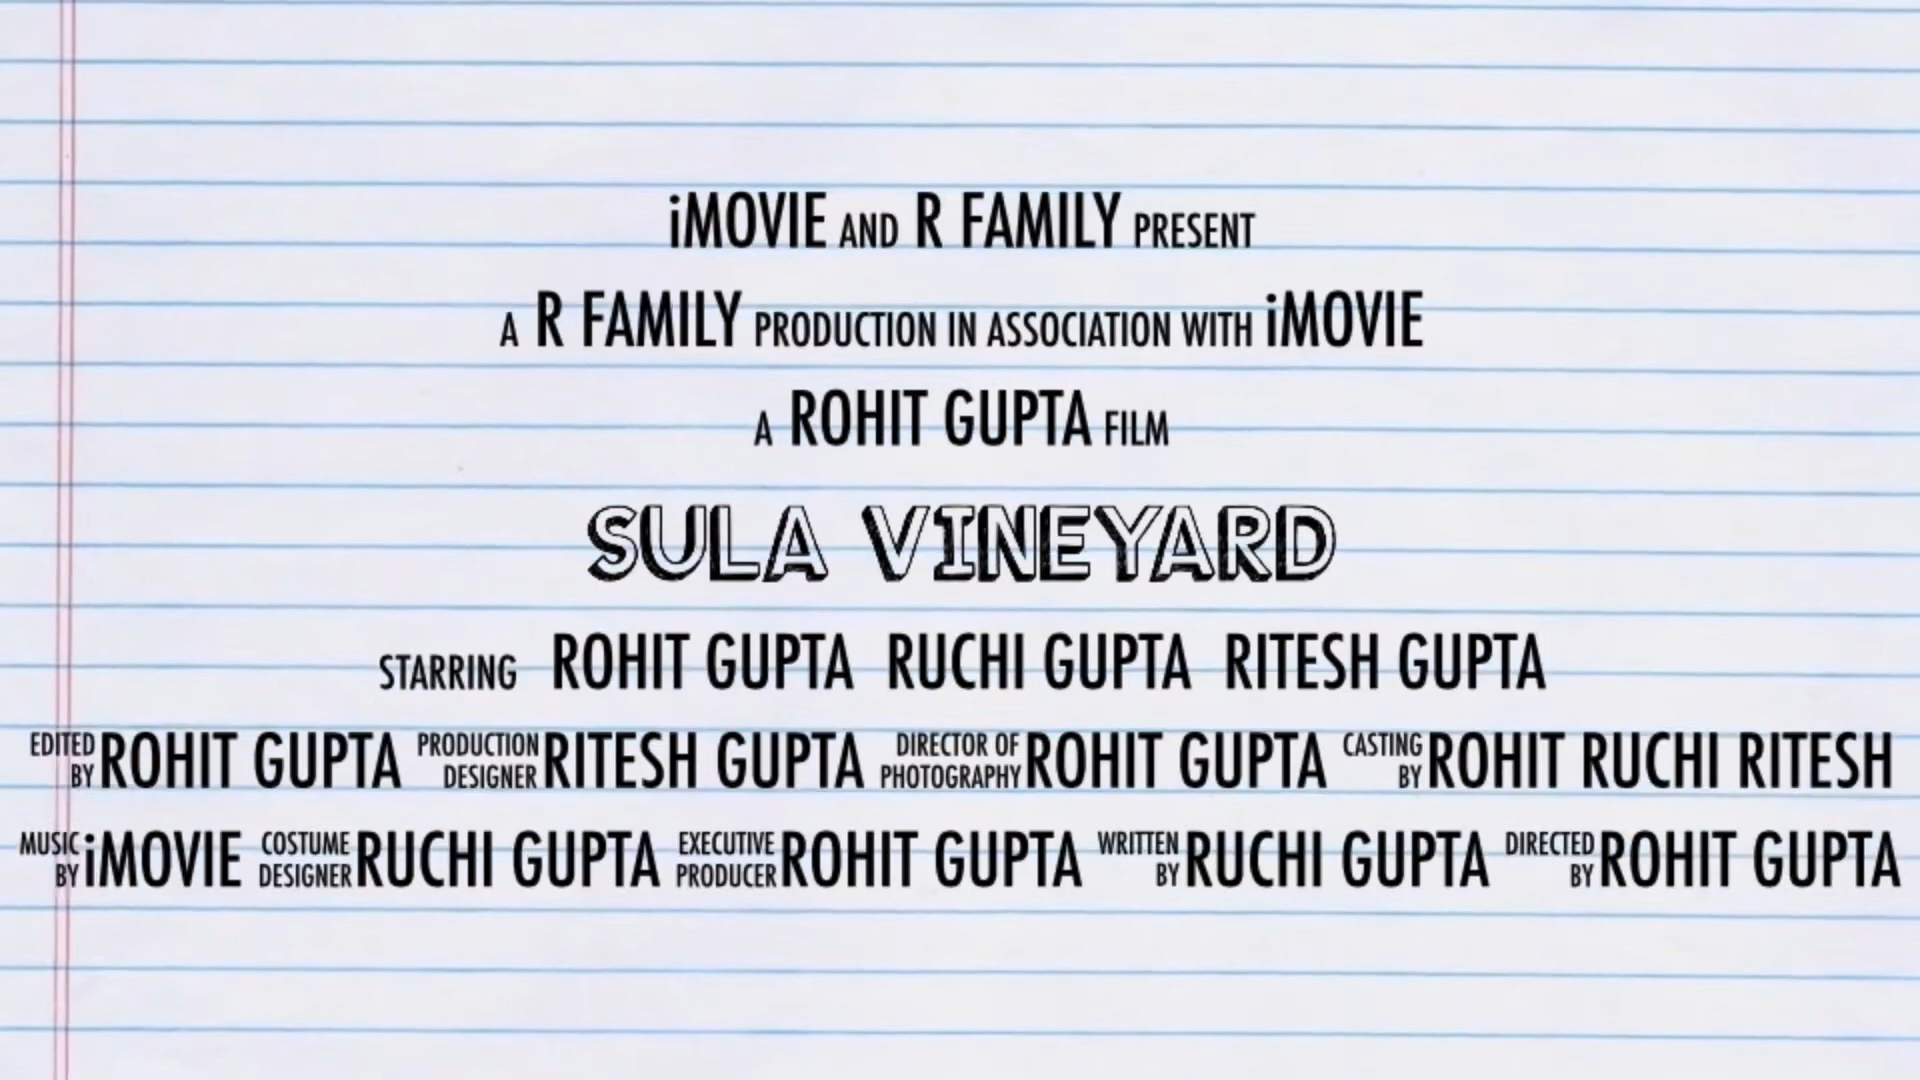 iMOVIE AND R FAMILY PRESENT
A R FAMILY PRODUCTION IN ASSOCIATION WITH iMOVIE
A ROHIT GUPTA FILM
SULA VINEYARD
STARRING ROHIT GUPTA RUCHI GUPTA RITESH GUPTA
EDITED BY ROHIT GUPTA PRODUCTION DESIGNER RITESH GUPTA DIRECTOR OF PHOTOGRAPHY ROHIT GUPTA CASTING BY ROHIT RUCHI RITESH
MUSIC BY iMOVIE COSTUME DESIGNER RUCHI GUPTA EXECUTIVE PRODUCER ROHIT GUPTA WRITTEN BY RUCHI GUPTA DIRECTED BY ROHIT GUPTA